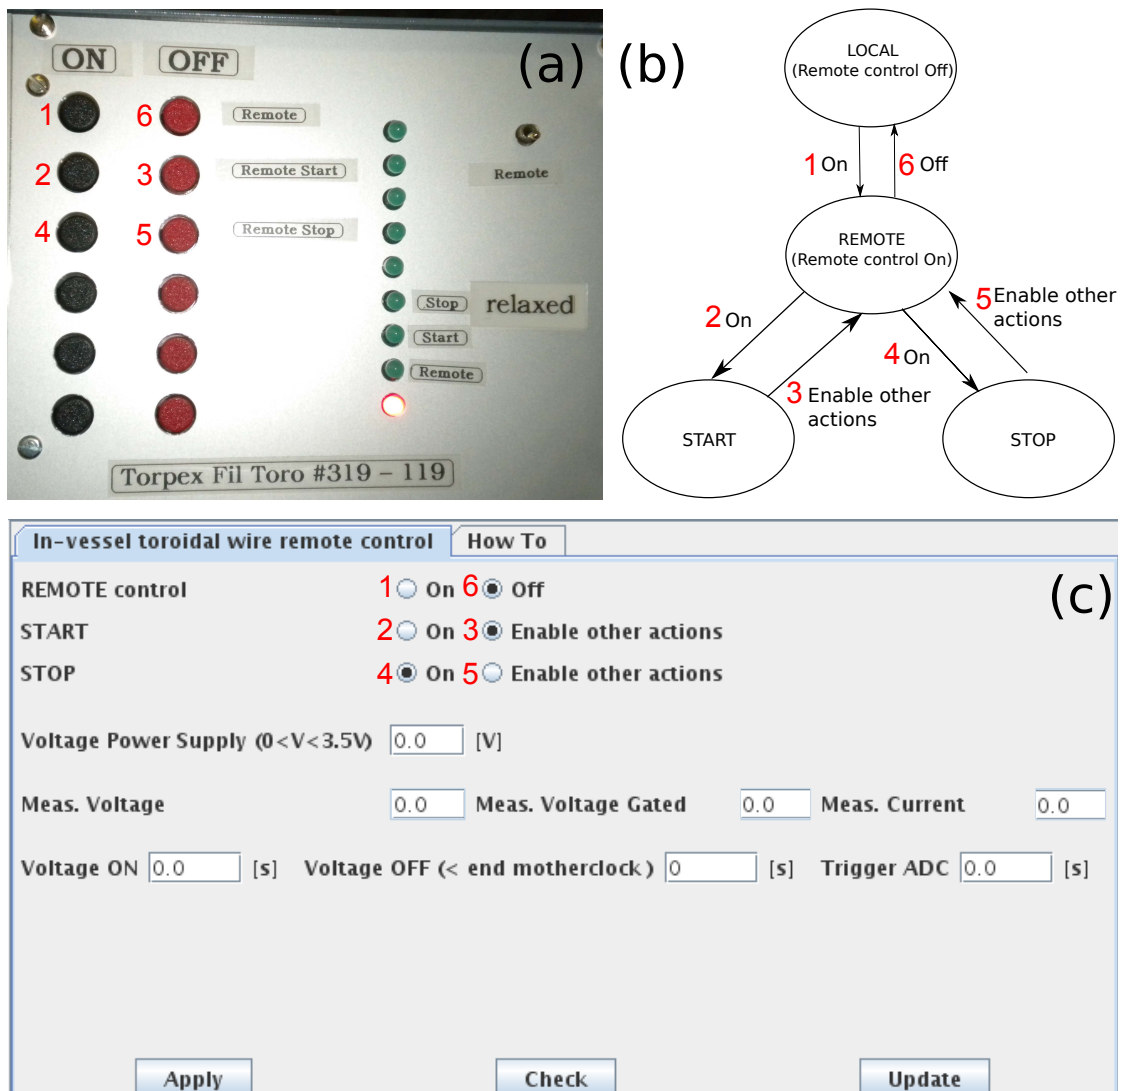 (a)
ON OFF
1 6 Remote
2 3 Remote Start
4 5 Remote Stop
Remote
Stop relaxed
Start
Remote
Torpex Fil Toro #319 - 119
(b)
LOCAL
(Remote control Off)
1 On 6 Off
REMOTE
(Remote control On)
2 On
3 Enable other
actions
4 On
5 Enable other
actions
START
STOP
(c)
In-vessel toroidal wire remote control How To
REMOTE control 1 On 6 Off
START 2 On 3 Enable other actions
STOP 4 On 5 Enable other actions
Voltage Power Supply (0<V<3.5V) 0.0 [V]
Meas. Voltage 0.0 Meas. Voltage Gated 0.0 Meas. Current 0.0
Voltage ON 0.0 [s] Voltage OFF (< end motherclock) 0 [s] Trigger ADC 0.0 [s]
Apply Check Update